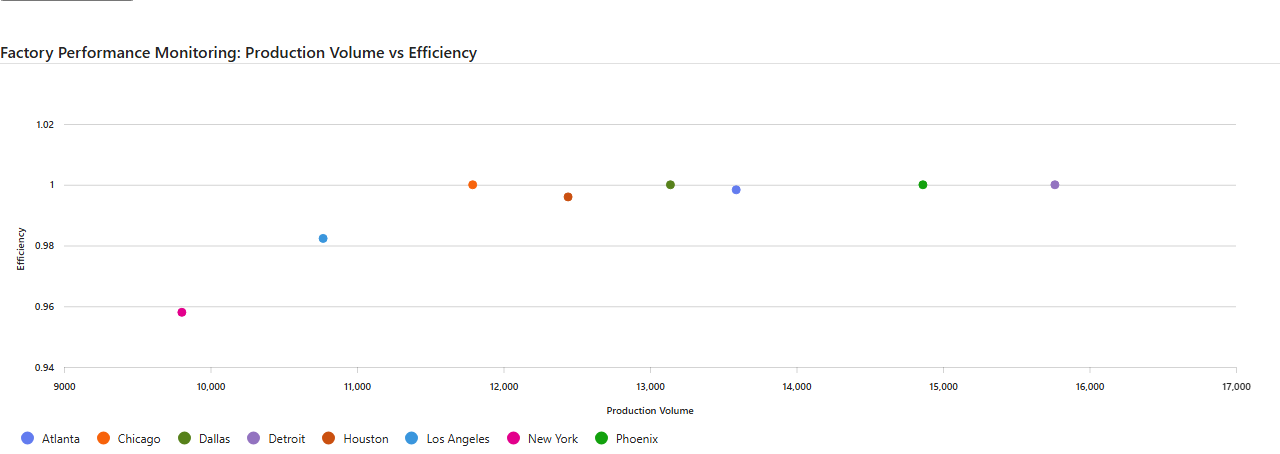 Factory Performance Monitoring: Production Volume vs Efficiency
1.02
1
0.98
0.96
0.94
Efficiency
9000 10,000 11,000 12,000 13,000 14,000 15,000 16,000 17,000
Production Volume
Atlanta Chicago Dallas Detroit Houston Los Angeles New York Phoenix